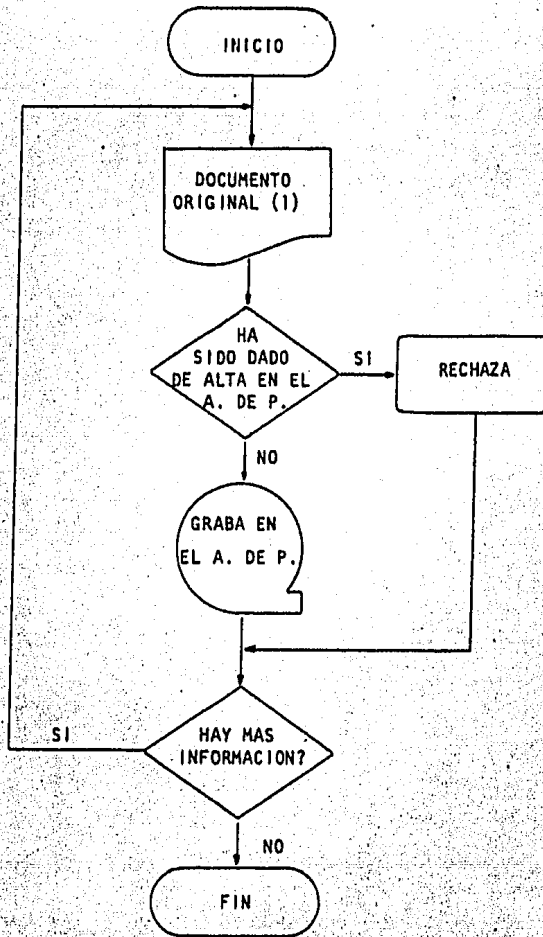 INICIO
DOCUMENTO
ORIGINAL (1)
HA
SIDO DADO
DE ALTA EN EL
A. DE P.
SI
RECHAZA
NO
GRABA EN
EL A. DE P.
HAY MAS
INFORMACION?
SI
NO
FIN